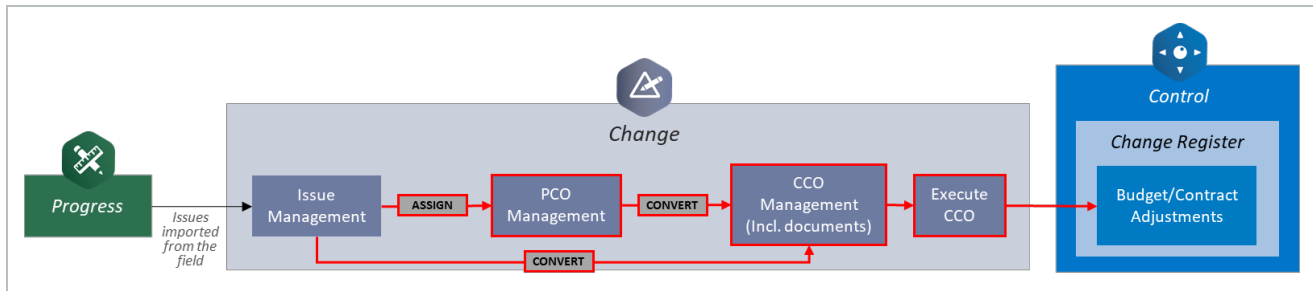 Progress
Issues
imported
from the
field
Change
Issue
Management
ASSIGN
PCO
Management
CONVERT
CCO
Management
(Incl. documents)
Execute
CCO
CONVERT
Control
Change Register
Budget/Contract
Adjustments